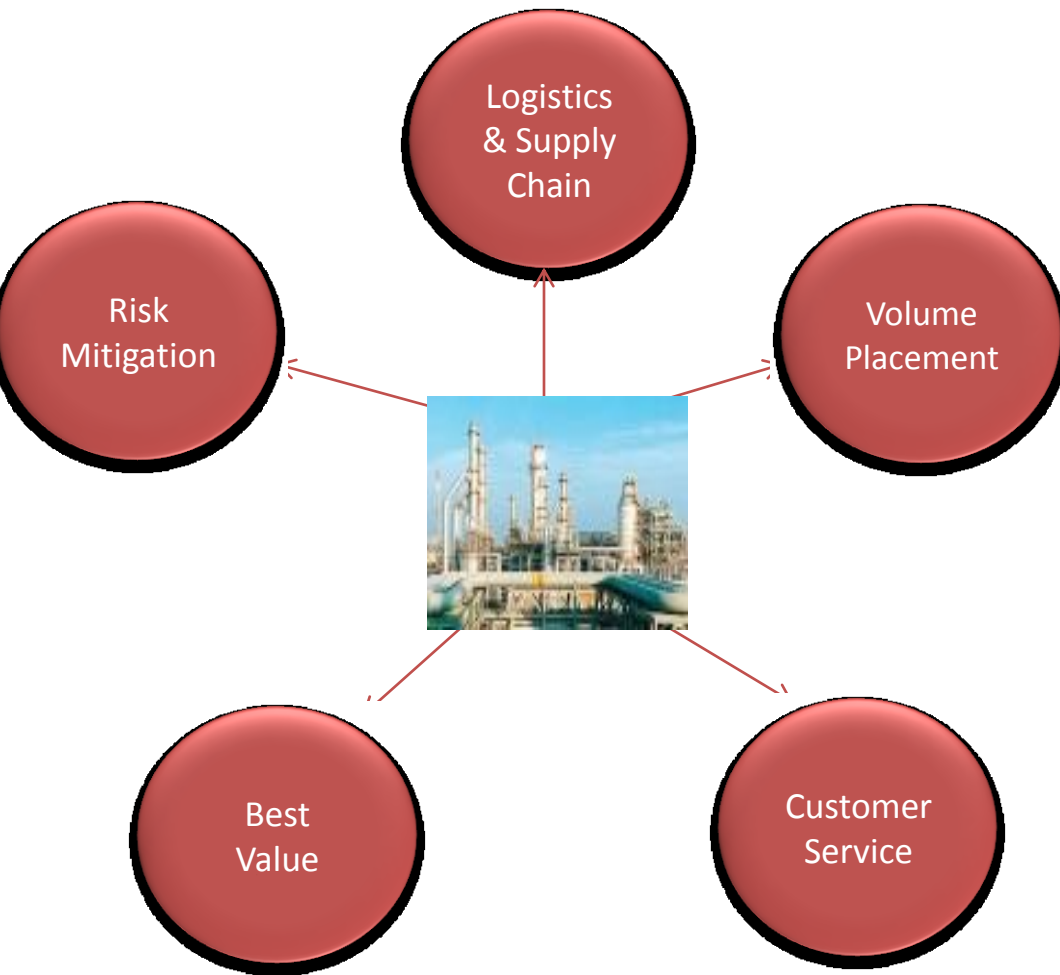 Logistics
& Supply
Chain
Risk
Mitigation
Volume
Placement
Best
Value
Customer
Service